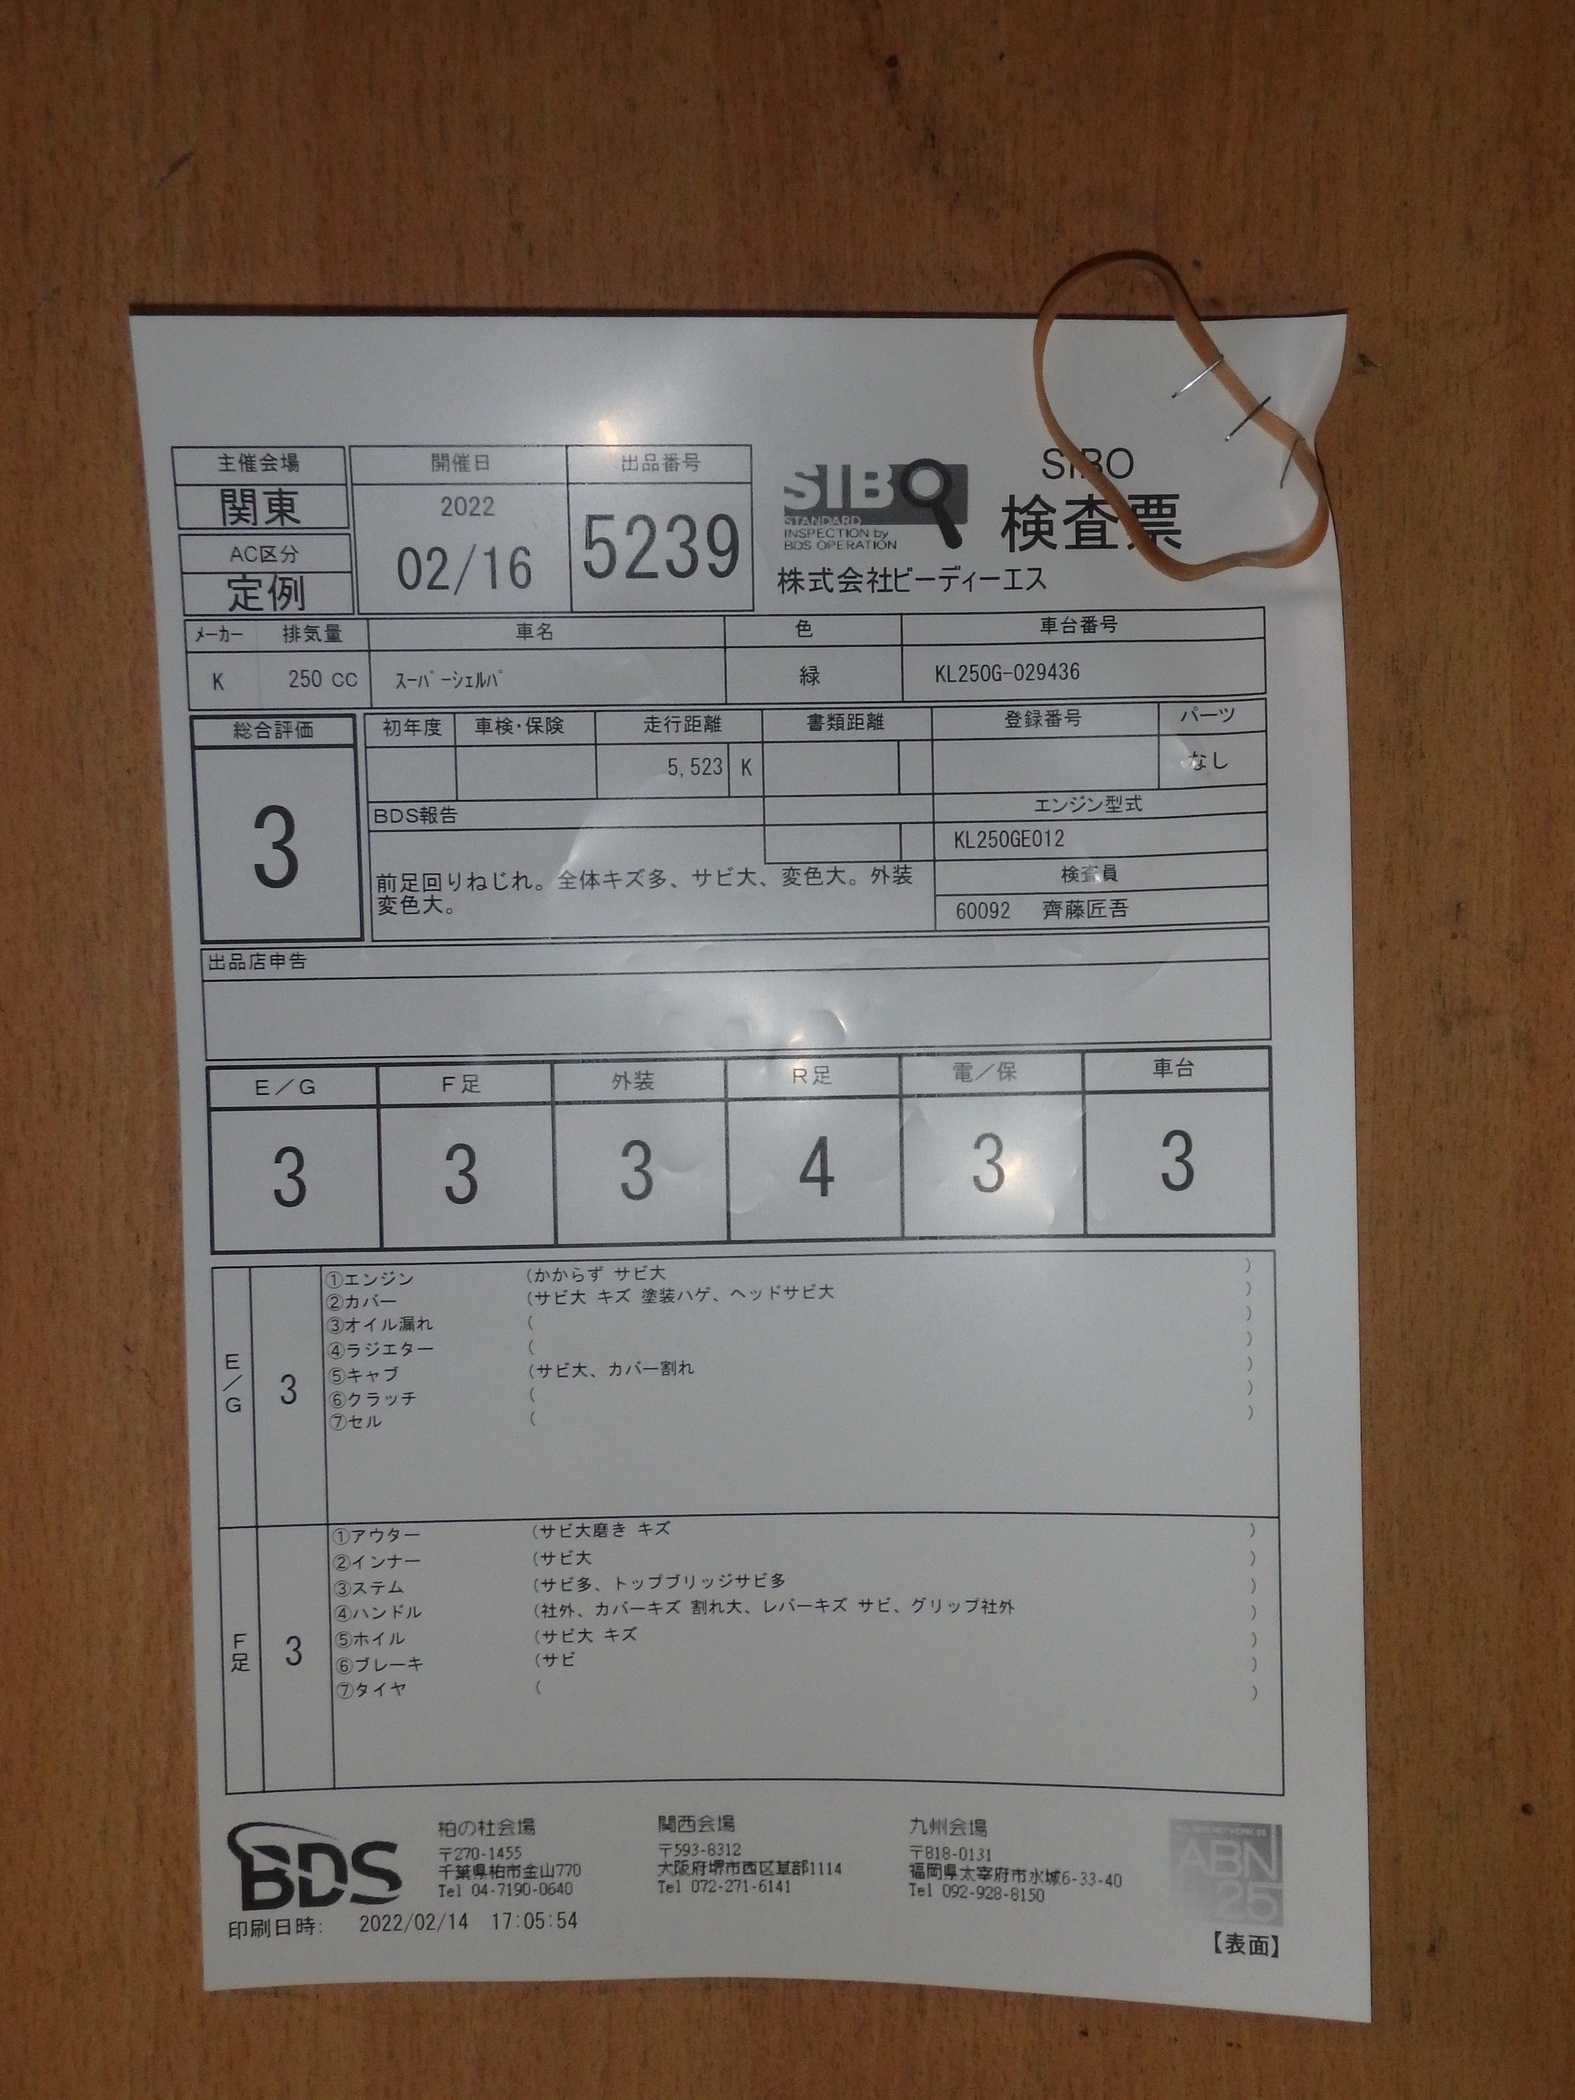 主催会場 開催日 出品番号
関東 2022 02/16 5239
AC区分
定例
SIBO
STANDARD
INSPECTION by
BDS OPERATION
SIBO
検査票
株式会社ビーディーエス
メーカー 排気量 車名 色 車台番号
K 250 cc スーパーシェルパ 緑 KL250G-029436
総合評価 初年度 車検・保険 走行距離 書類距離 登録番号 パーツ
3 5,523 K なし
BDS報告 エンジン型式
KL250GE012
前足回りねじれ。全体キズ多、サビ大、変色大。外装
変色大。
検査員
60092 齊藤匠吾
出品店申告
E/G F足 外装 R足 電/保 車台
3 3 3 4 3 3
E/G 3
①エンジン (かからず サビ大 )
②カバー (サビ大 キズ 塗装ハゲ、ヘッドサビ大 )
③オイル漏れ ( )
④ラジエター ( )
⑤キャブ (サビ大、カバー割れ )
⑥クラッチ ( )
⑦セル ( )
F足 3
①アウター (サビ大磨き キズ )
②インナー (サビ大 )
③ステム (サビ多、トップブリッジサビ多 )
④ハンドル (社外、カバーキズ 割れ大、レバーキズ サビ、グリップ社外 )
⑤ホイル (サビ大 キズ )
⑥ブレーキ (サビ )
⑦タイヤ ( )
BDS
柏の杜会場
〒270-1455
千葉県柏市金山770
Tel 04-7190-0640
関西会場
〒593-8312
大阪府堺市西区草部1114
Tel 072-271-6141
九州会場
〒818-0131
福岡県太宰府市水城6-33-40
Tel 092-928-8150
ABN
25
印刷日時: 2022/02/14 17:05:54
【表面】